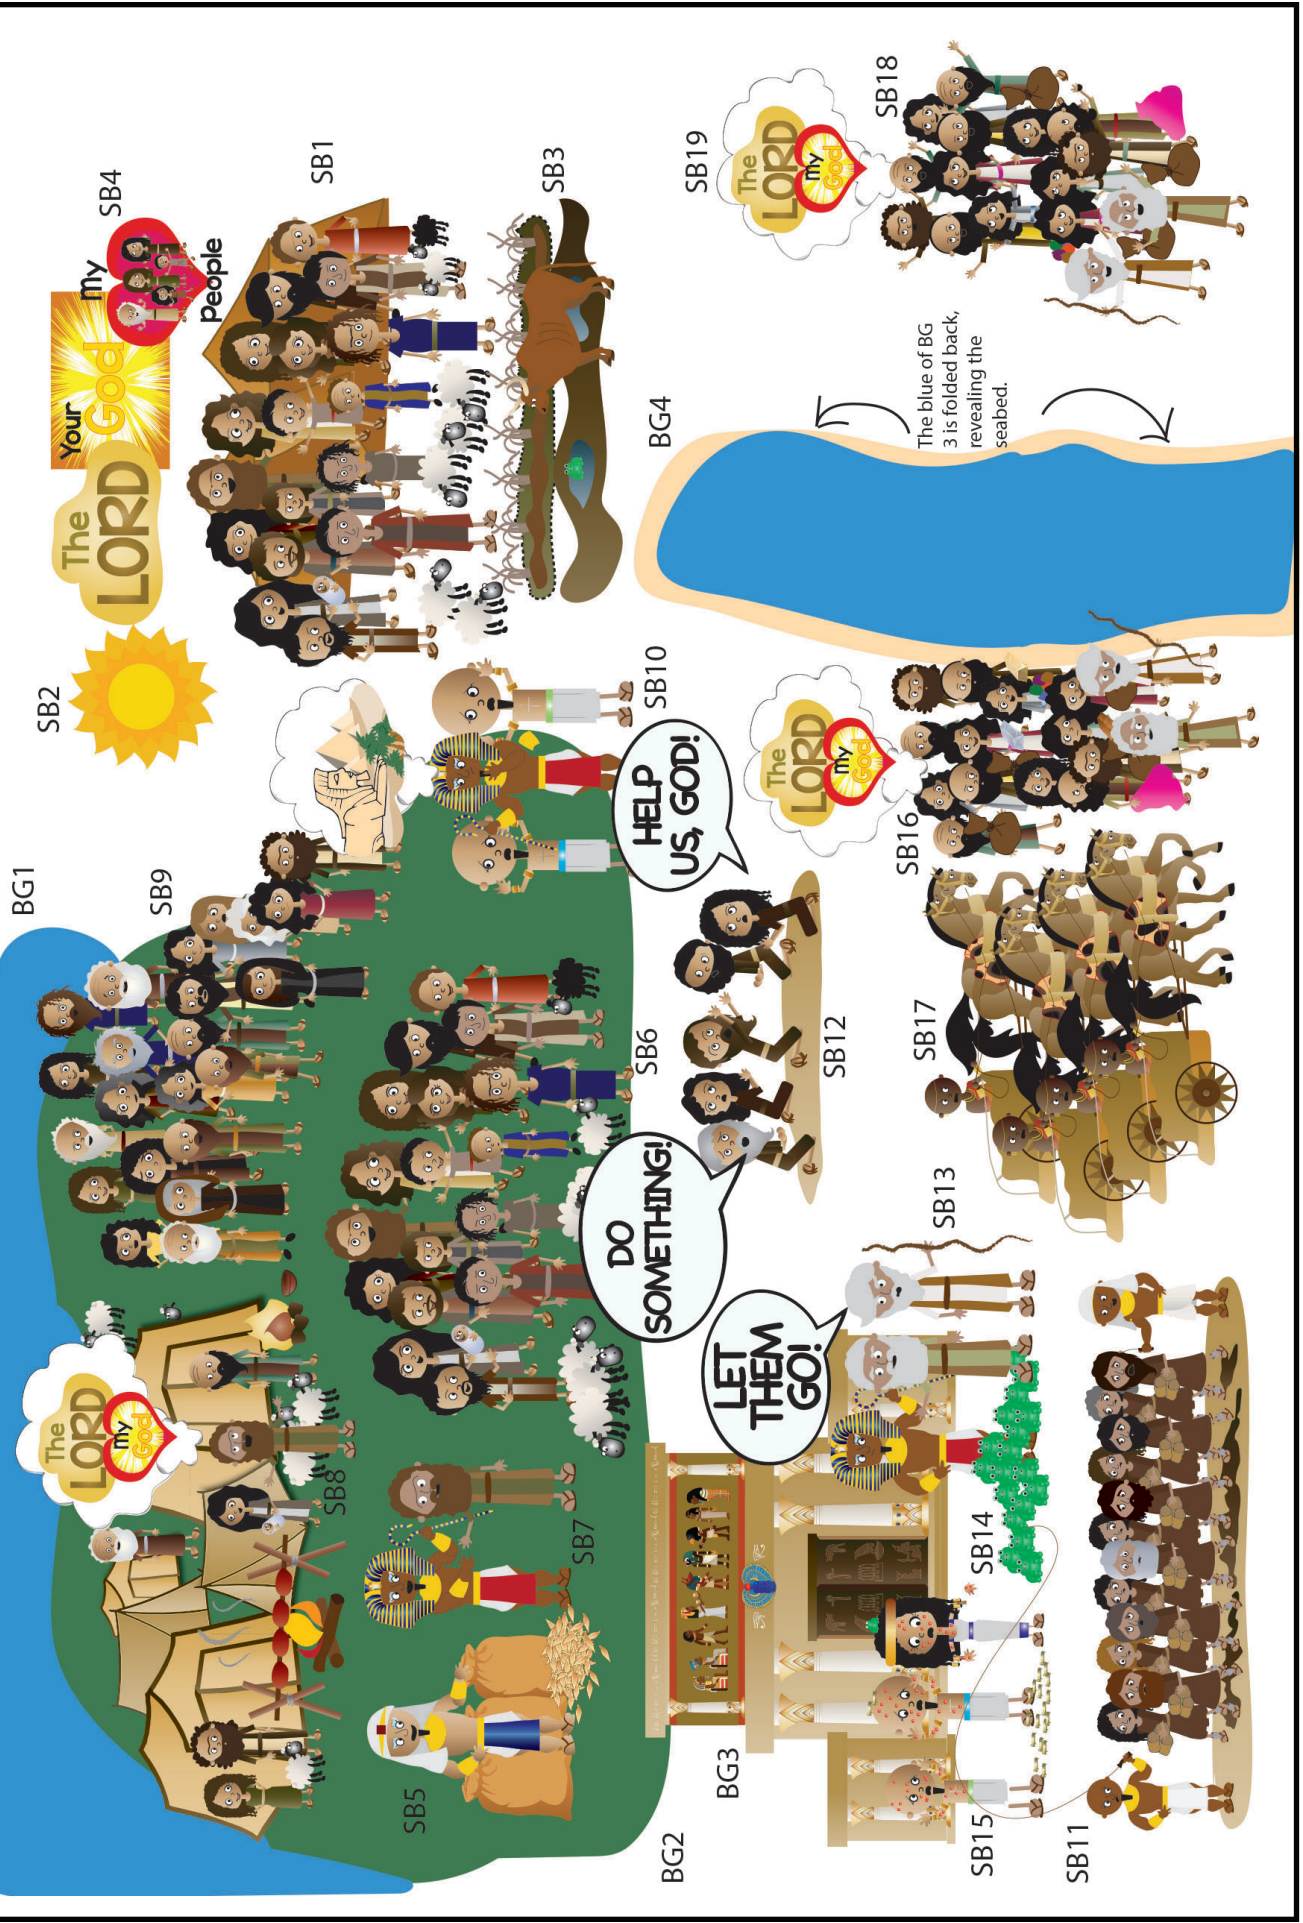 BG1
SB2
The
LORD
Your
God
my
people
SB4
SB1
SB3
The
LORD
my
God
SB9
SB8
SB5
SB7
SB6
SB10
BG2
BG3
LET
THEM
GO!
DO
SOMETHING!
HELP
US, GOD!
SB12
SB13
SB14
SB15
SB11
SB17
SB16
The
LORD
my
God
BG4
The blue of BG
3 is folded back,
revealing the
seabed.
SB19
The
LORD
my
God
SB18